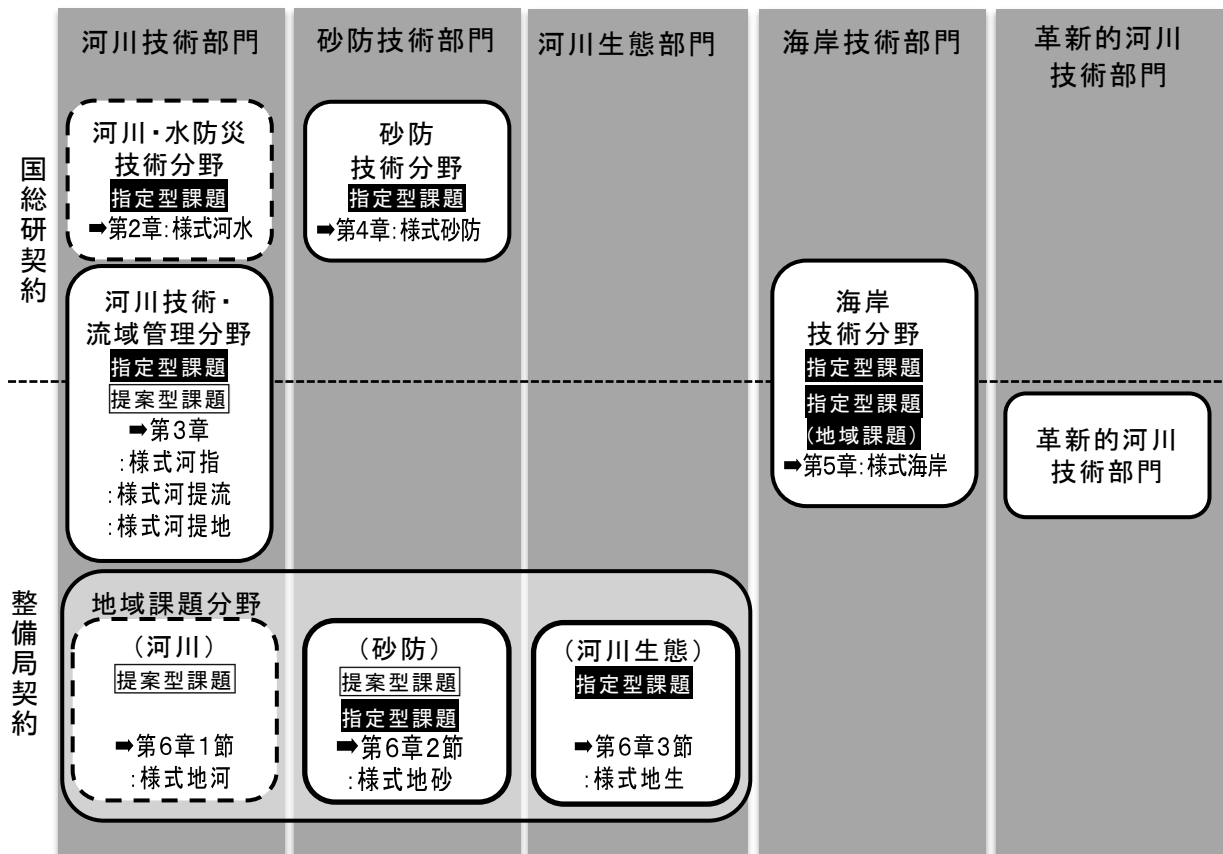 河川技術部門
砂防技術部門
河川生態部門
海岸技術部門
革新的河川
技術部門
国総研契約
河川・水防災
技術分野
指定型課題
➡第2章:様式河水
砂防
技術分野
指定型課題
➡第4章:様式砂防
河川技術・
流域管理分野
指定型課題
提案型課題
➡第3章
:様式河指
:様式河提流
:様式河提地
海岸
技術分野
指定型課題
指定型課題
(地域課題)
➡第5章:様式海岸
革新的河川
技術部門
整備局契約
地域課題分野
(河川)
提案型課題
➡第6章1節
:様式地河
(砂防)
提案型課題
指定型課題
➡第6章2節
:様式地砂
(河川生態)
指定型課題
➡第6章3節
:様式地生